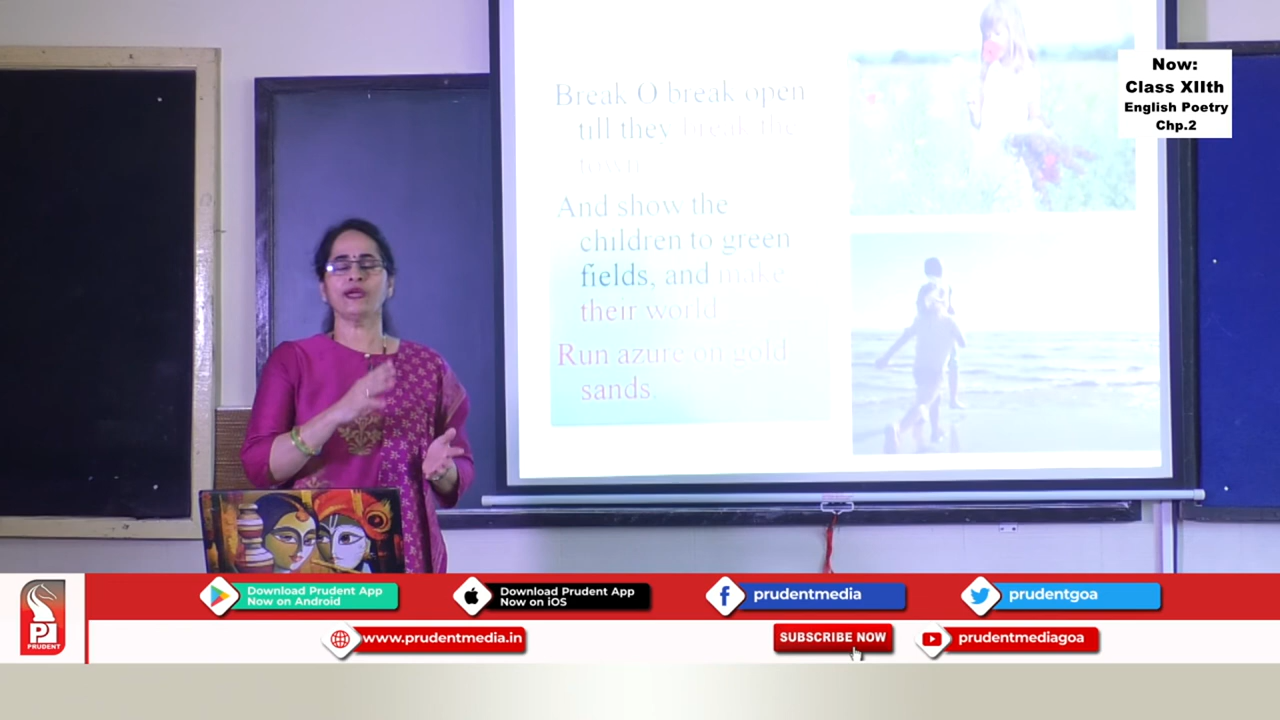 Break O break open
till they break the
town
And show the
children to green
fields, and make
their world
Run azure on gold
sands.
Now:
Class XIIth
English Poetry
Chp.2
Download Prudent App
Now on Android
Download Prudent App
Now on iOS
prudentmedia
prudentgoa
PRUDENT
www.prudentmedia.in
SUBSCRIBE NOW
prudentmediagoa